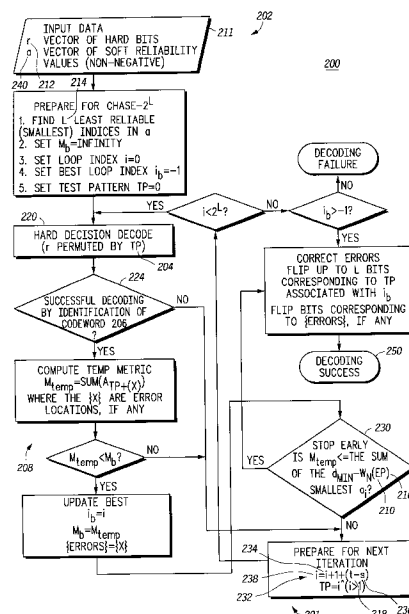 202
INPUT DATA
r VECTOR OF HARD BITS
a VECTOR OF SOFT RELIABILITY
VALUES (NON-NEGATIVE)
211
240
212
214
200
PREPARE FOR CHASE-2^L
1. FIND L LEAST RELIABLE
(SMALLEST) INDICES IN a
2. SET M_b=INFINITY
3. SET LOOP INDEX i=0
4. SET BEST LOOP INDEX i_b=-1
5. SET TEST PATTERN TP=0
DECODING
FAILURE
NO
YES
i<2^L?
NO
i_b>-1?
220
HARD DECISION DECODE
(r PERMUTED BY TP)
204
YES
224
SUCCESSFUL DECODING
BY IDENTIFICATION OF
CODEWORD 206
?
NO
CORRECT ERRORS
FLIP UP TO L BITS
CORRESPONDING TO TP
ASSOCIATED WITH i_b
FLIP BITS CORRESPONDING
TO {ERRORS}, IF ANY
YES
250
DECODING
SUCCESS
COMPUTE TEMP METRIC
M_temp=SUM(A_TP+{X})
WHERE THE {X} ARE ERROR
LOCATIONS, IF ANY
230
STOP EARLY
IS M_temp<=THE SUM
OF THE d_MIN-W_N(EP)
SMALLEST a_i?
210
YES
NO
208
M_temp<M_b?
NO
YES
UPDATE BEST
i_b=i
M_b=M_temp
{ERRORS}={X}
PREPARE FOR NEXT
ITERATION
234
i=i+1+(t-s)
238
232
TP=i^(i>1)
218